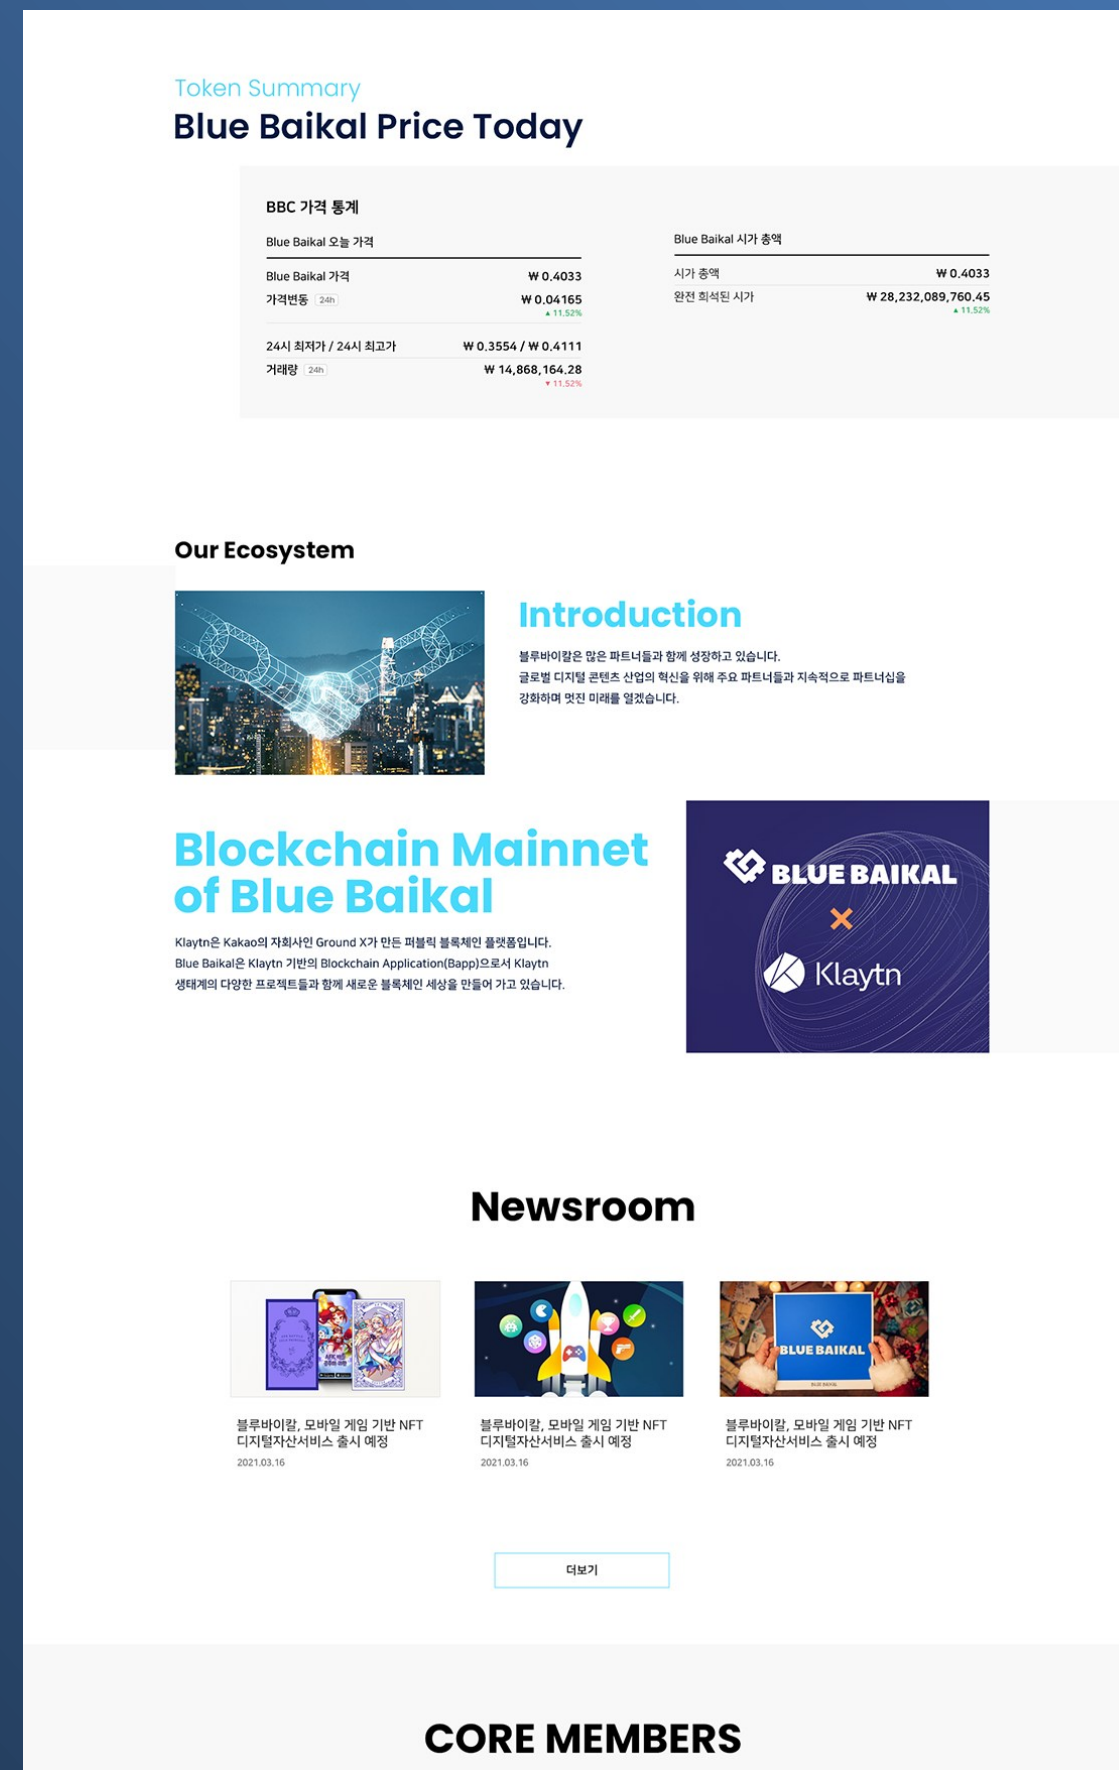 Token Summary
Blue Baikal Price Today
BBC 가격 통계
Blue Baikal 오늘 가격
Blue Baikal 가격 ₩ 0.4033
가격변동 24h ₩ 0.04165
▲ 11.52%
24시 최저가 / 24시 최고가 ₩ 0.3554 / ₩ 0.4111
거래량 24h ₩ 14,868,164.28
▼ 11.52%
Blue Baikal 시가 총액
시가 총액 ₩ 0.4033
완전 희석된 시가 ₩ 28,232,089,760.45
▲ 11.52%
Our Ecosystem
Introduction
블루바이칼은 많은 파트너들과 함께 성장하고 있습니다.
글로벌 디지털 콘텐츠 산업의 혁신을 위해 주요 파트너들과 지속적으로 파트너십을
강화하며 멋진 미래를 열겠습니다.
Blockchain Mainnet
of Blue Baikal
Klaytn은 Kakao의 자회사인 Ground X가 만든 퍼블릭 블록체인 플랫폼입니다.
Blue Baikal은 Klaytn 기반의 Blockchain Application(Bapp)으로서 Klaytn
생태계의 다양한 프로젝트들과 함께 새로운 블록체인 세상을 만들어 가고 있습니다.
BLUE BAIKAL
×
Klaytn
Newsroom
BLUE BAIKAL
BLUE BAIKAL
블루바이칼, 모바일 게임 기반 NFT
디지털자산서비스 출시 예정
2021.03.16
블루바이칼, 모바일 게임 기반 NFT
디지털자산서비스 출시 예정
2021.03.16
블루바이칼, 모바일 게임 기반 NFT
디지털자산서비스 출시 예정
2021.03.16
더보기
CORE MEMBERS